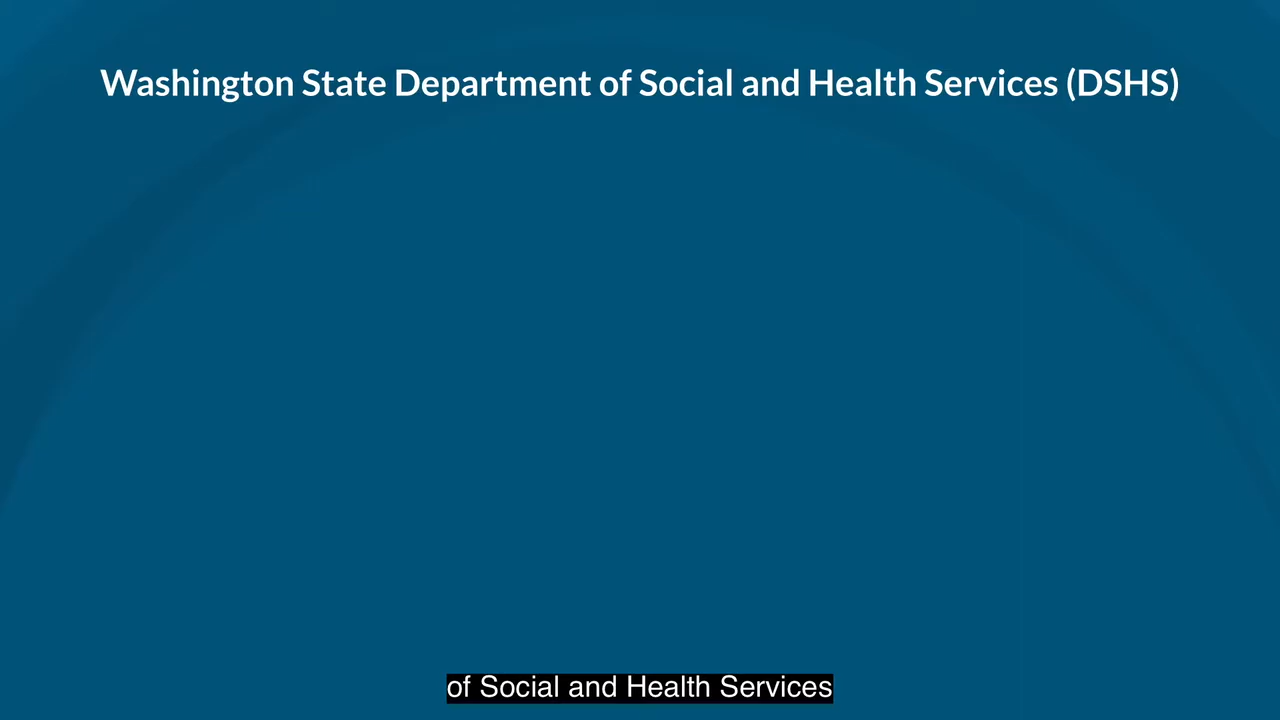 Washington State Department of Social and Health Services (DSHS)
of Social and Health Services